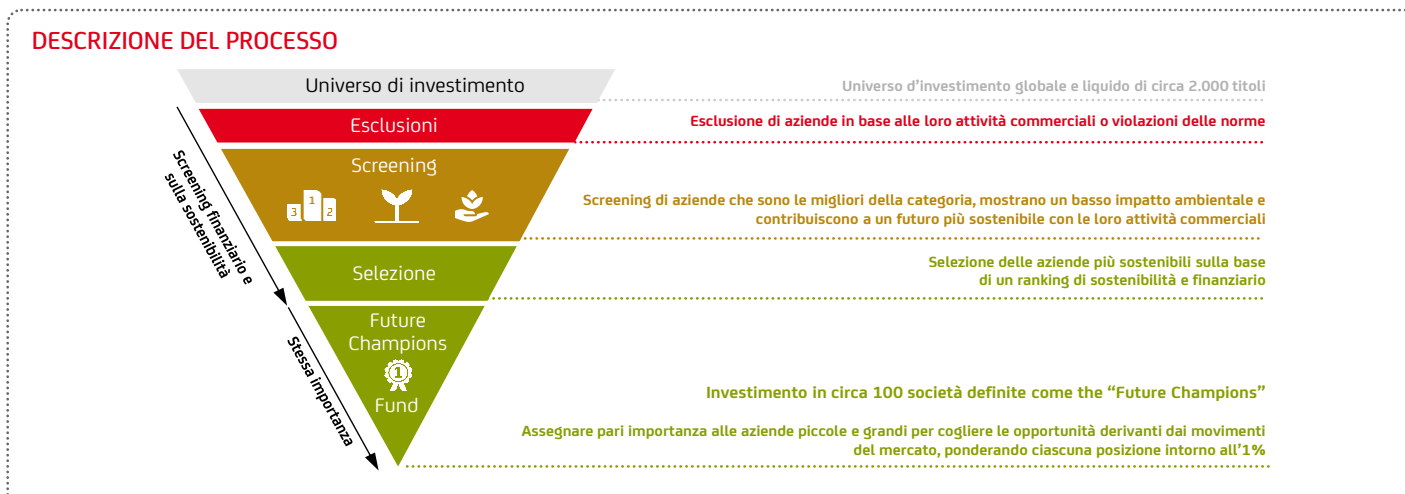 DESCRIZIONE DEL PROCESSO
Universo di investimento
Universo d'investimento globale e liquido di circa 2.000 titoli
Esclusioni
Esclusione di aziende in base alle loro attività commerciali o violazioni delle norme
Screening
3 1 2
Screening di aziende che sono le migliori della categoria, mostrano un basso impatto ambientale e
contribuiscono a un futuro più sostenibile con le loro attività commerciali
Screening finanziario e
sulla sostenibilità
Selezione
Selezione delle aziende più sostenibili sulla base
di un ranking di sostenibilità e finanziario
Future
Champions
1
Fund
Stessa importanza
Investimento in circa 100 società definite come the “Future Champions”
Assegnare pari importanza alle aziende piccole e grandi per cogliere le opportunità derivanti dai movimenti
del mercato, ponderando ciascuna posizione intorno all'1%